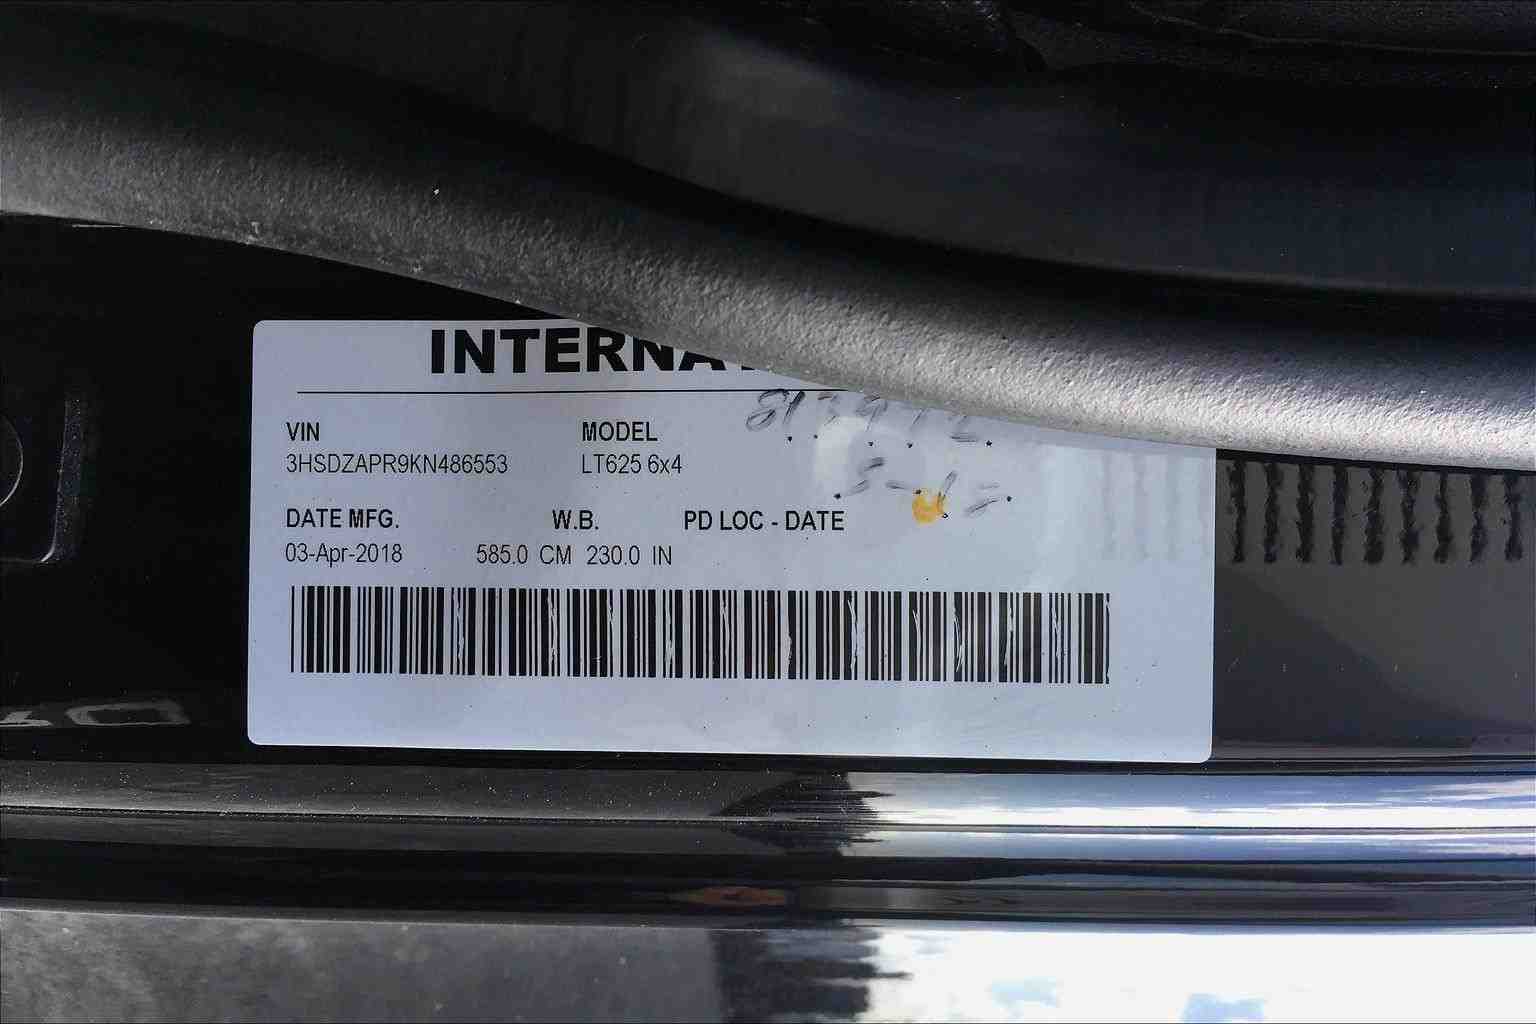 INTERNA
VIN MODEL
3HSDZAPR9KN486553 LT625 6x4
DATE MFG. W.B. PD LOC - DATE
03-Apr-2018 585.0 CM 230.0 IN